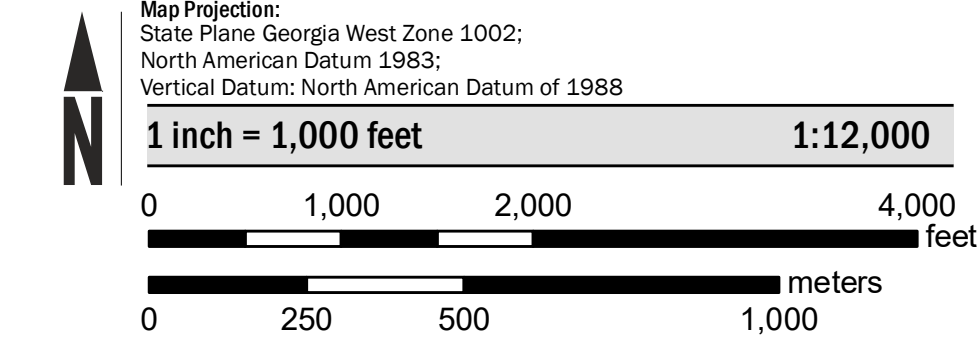 Map Projection:
State Plane Georgia West Zone 1002;
North American Datum 1983;
Vertical Datum: North American Datum of 1988
N
1 inch = 1,000 feet 1:12,000
0 1,000 2,000 4,000
feet
meters
0 250 500 1,000